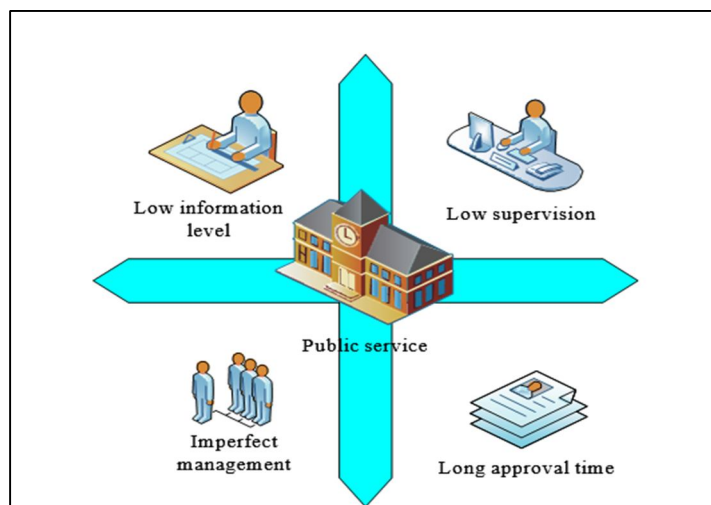 Low information
level
Low supervision
Public service
Imperfect
management
Long approval time